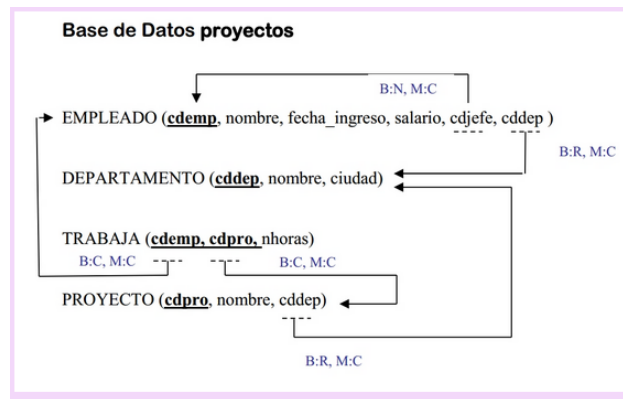 Base de Datos proyectos
B:N, M:C
EMPLEADO (cdemp, nombre, fecha_ingreso, salario, cdjefe, cddep )
B:R, M:C
DEPARTAMENTO (cddep, nombre, ciudad)
TRABAJA (cdemp, cdpro, nhoras)
B:C, M:C B:C, M:C
PROYECTO (cdpro, nombre, cddep)
B:R, M:C